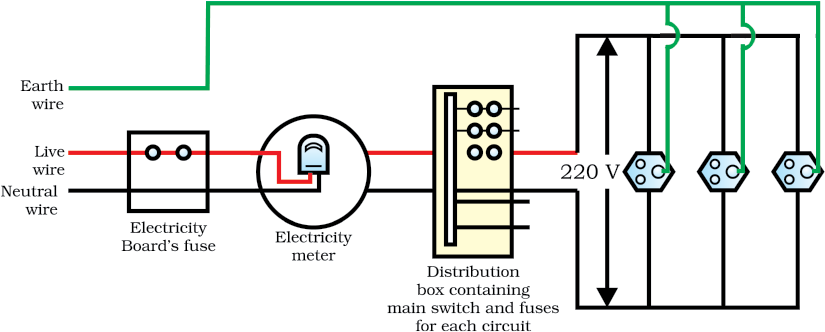 Earth
wire
Live
wire
Neutral
wire
Electricity
Board's fuse
Electricity
meter
Distribution
box containing
main switch and fuses
for each circuit
220 V